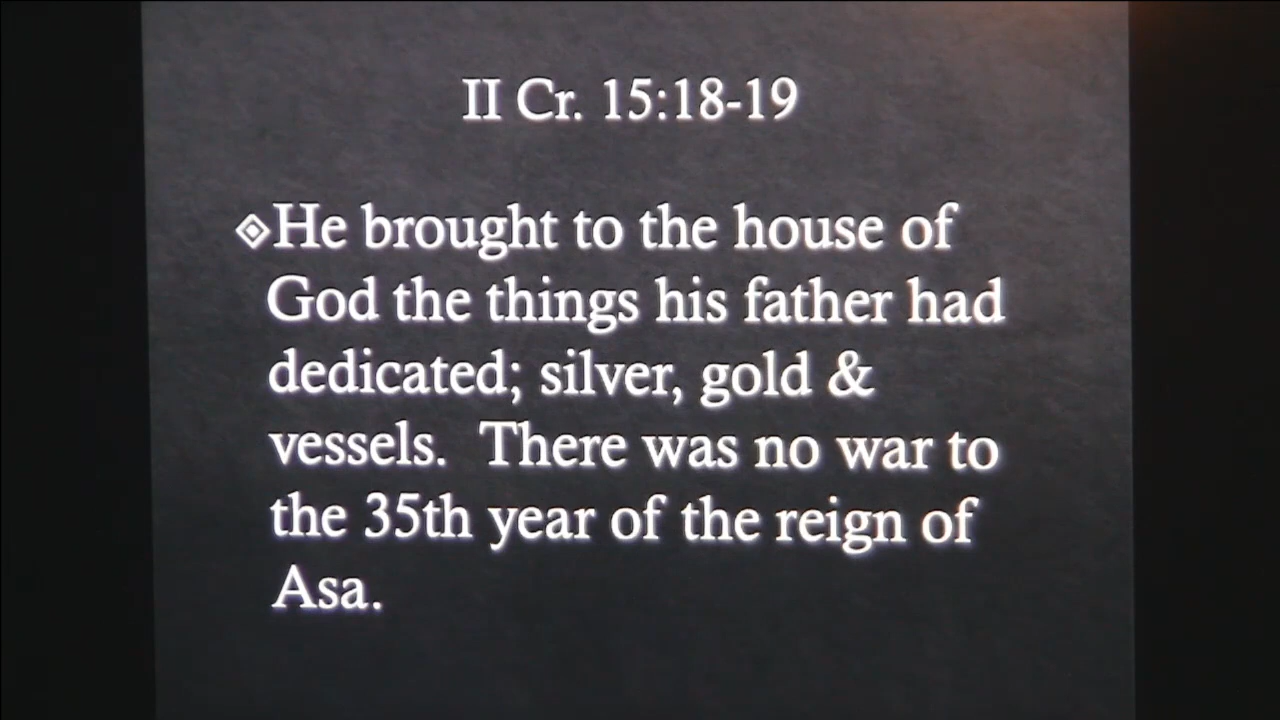 II Cr. 15:18-19
He brought to the house of
God the things his father had
dedicated; silver, gold &
vessels.  There was no war to
the 35th year of the reign of
Asa.